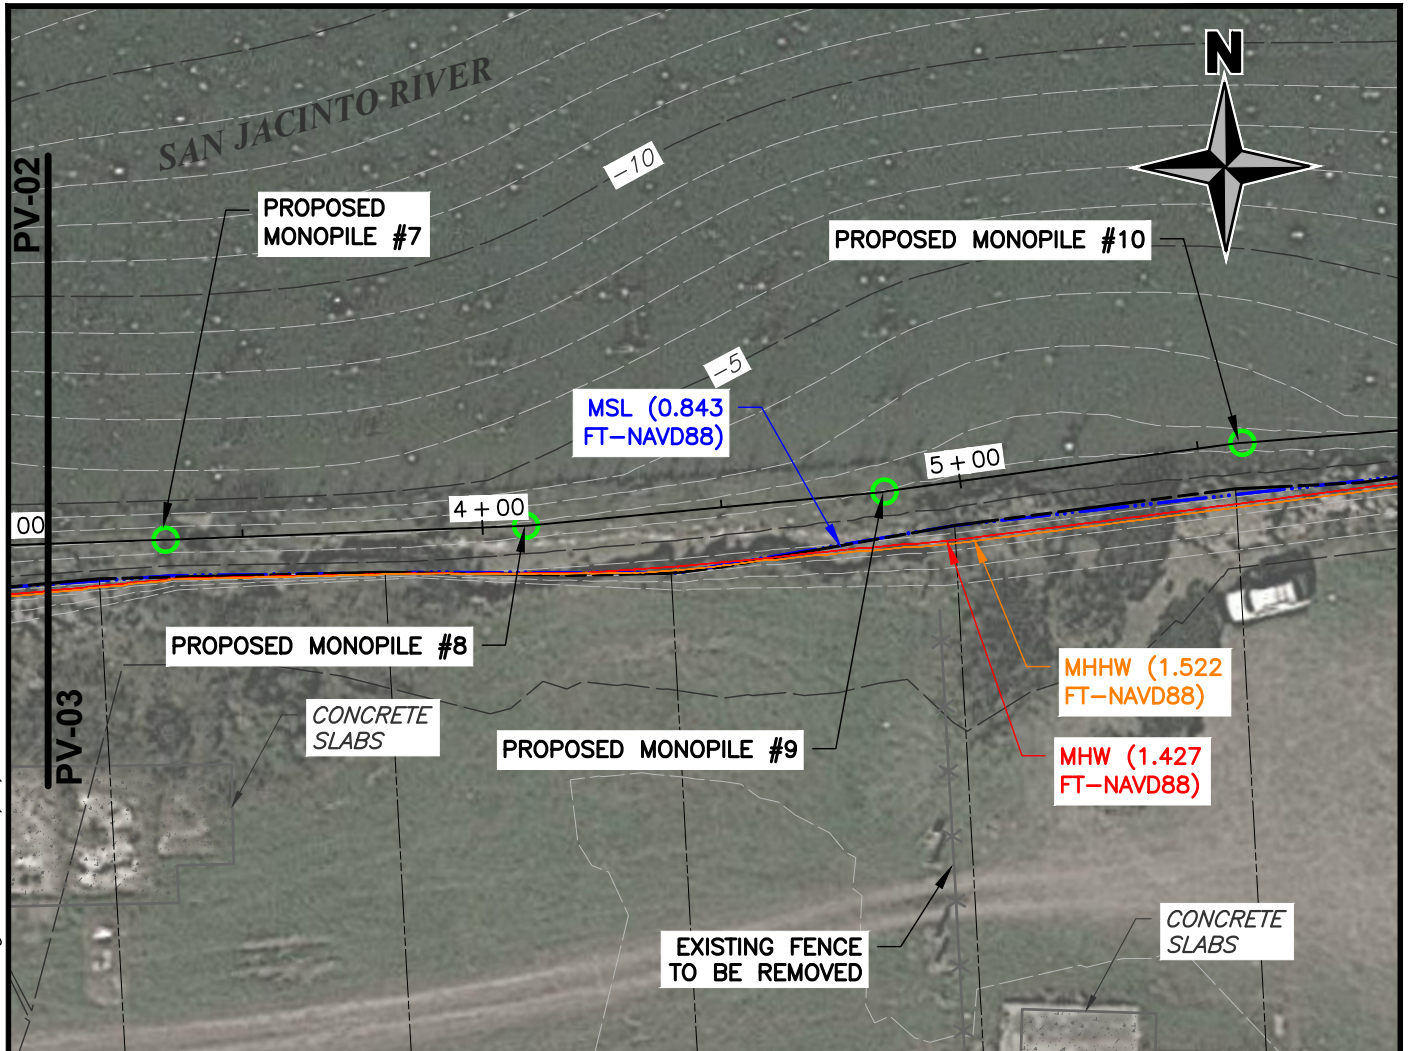 N
SAN JACINTO RIVER
PV-02
-10
PROPOSED
MONOPILE #7
PROPOSED MONOPILE #10
-5
MSL (0.843
FT-NAVD88)
5+00
4+00
00
PROPOSED MONOPILE #8
MHHW (1.522
FT-NAVD88)
PV-03
CONCRETE
SLABS
PROPOSED MONOPILE #9
MHW (1.427
FT-NAVD88)
EXISTING FENCE
TO BE REMOVED
CONCRETE
SLABS